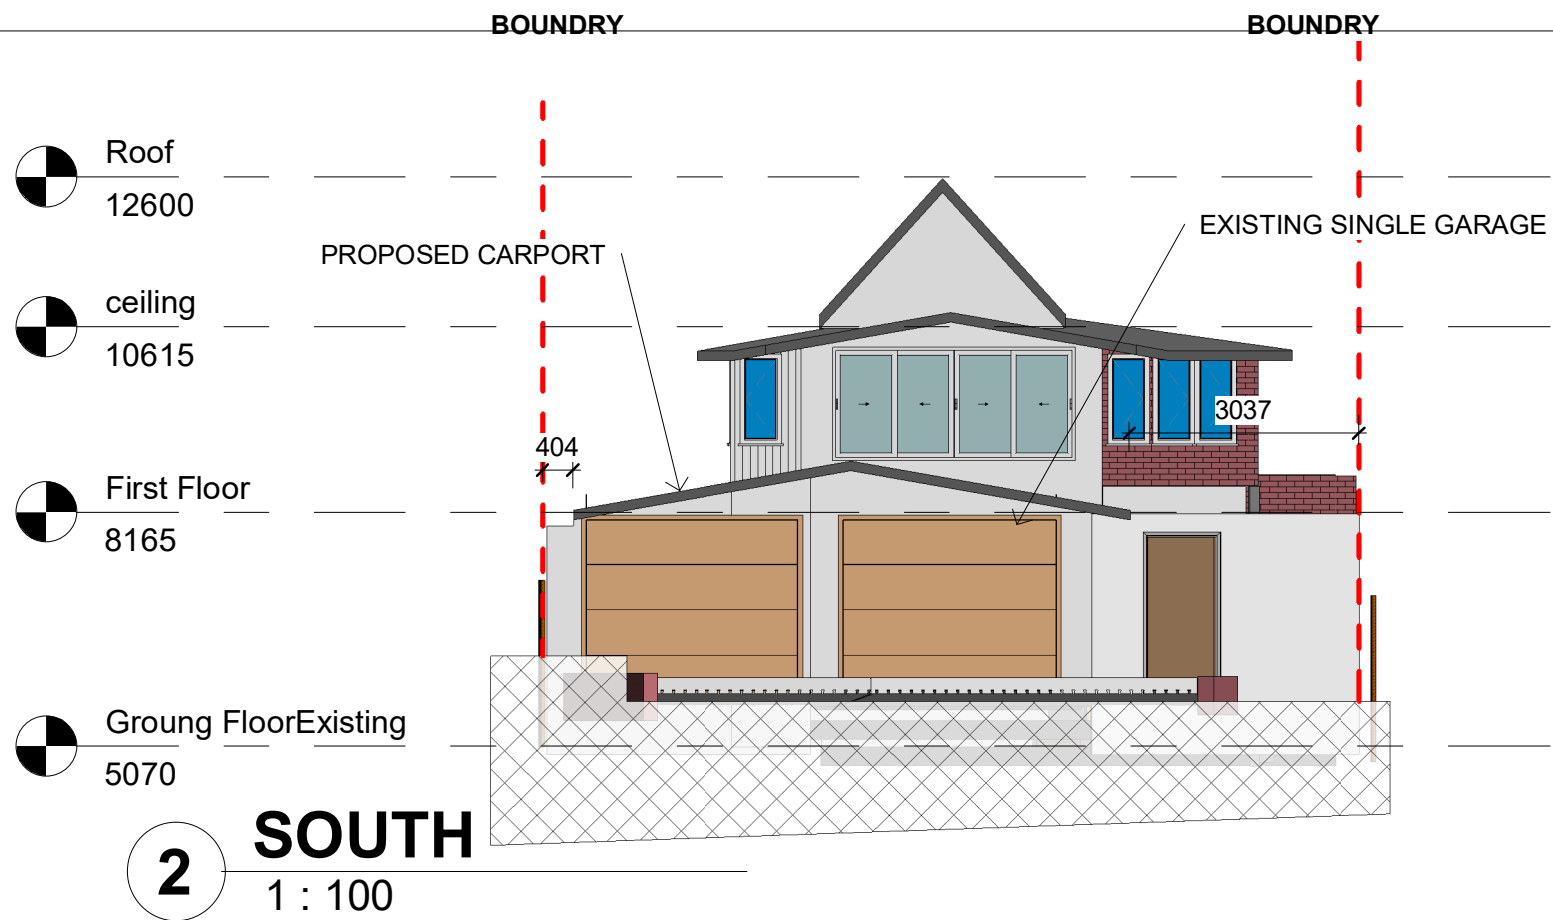 BOUNDRY
BOUNDRY
Roof
12600
PROPOSED CARPORT
EXISTING SINGLE GARAGE
ceiling
10615
3037
404
First Floor
8165
Groung FloorExisting
5070
2
SOUTH
1 : 100